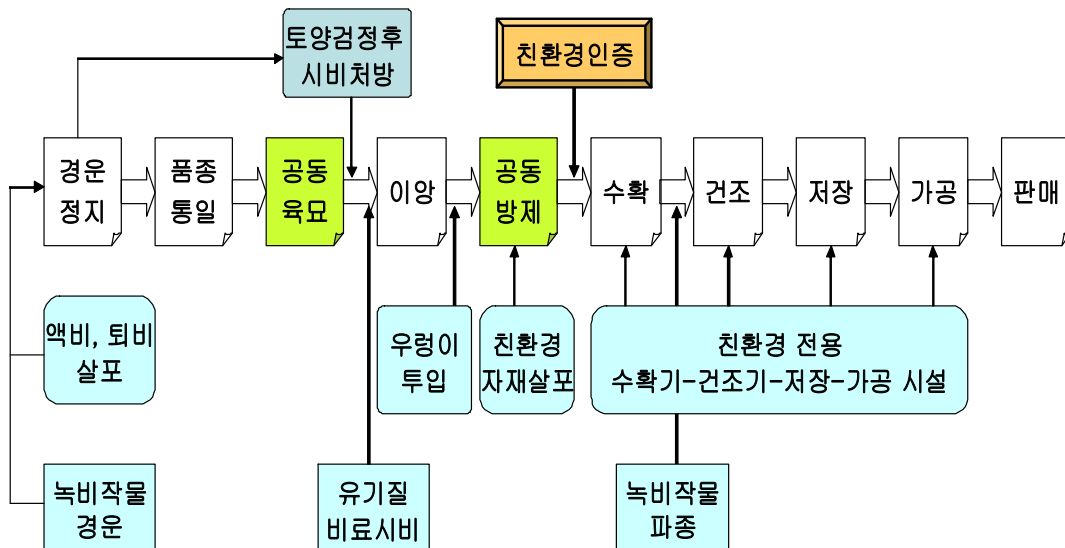 토양검정후
시비처방
친환경인증
경운
정지
품종
통일
공동
육묘
이앙
공동
방제
수확
건조
저장
가공
판매
액비, 퇴비
살포
우렁이
투입
친환경
자재살포
친환경 전용
수확기-건조기-저장-가공 시설
녹비작물
경운
유기질
비료시비
녹비작물
파종